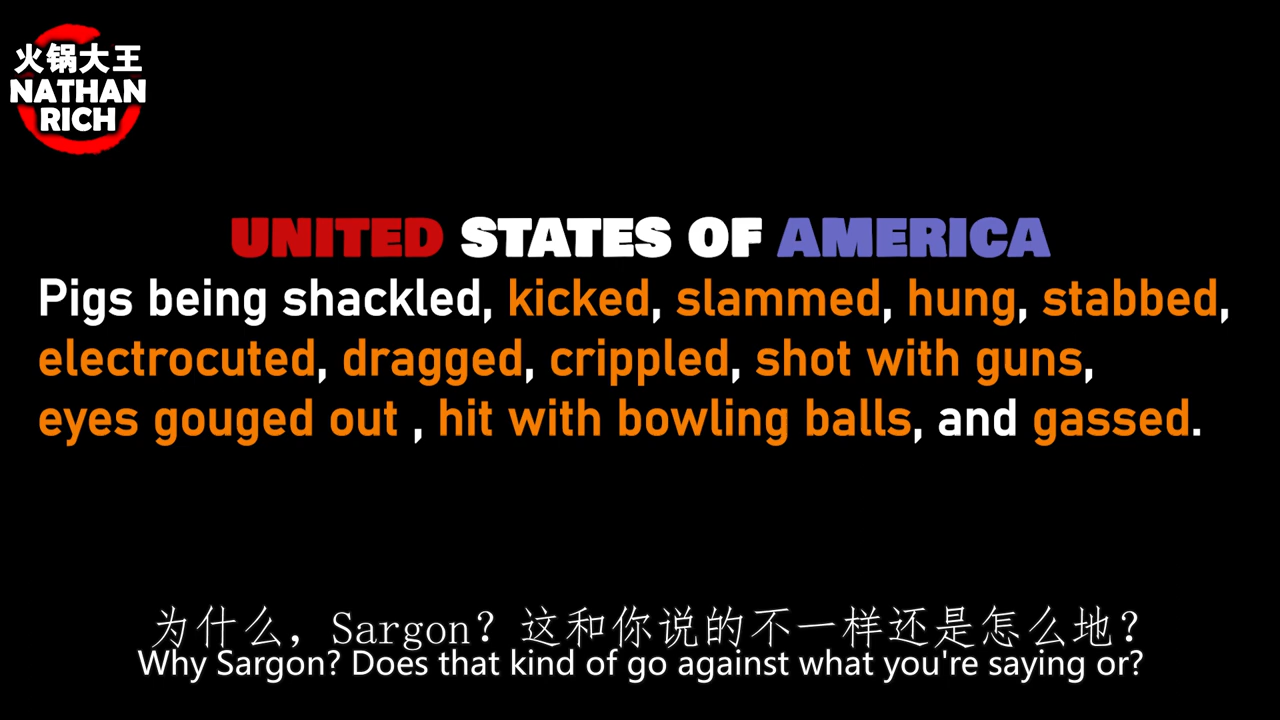 火锅大王
NATHAN
RICH
UNITED STATES OF AMERICA
Pigs being shackled, kicked, slammed, hung, stabbed,
electrocuted, dragged, crippled, shot with guns,
eyes gouged out , hit with bowling balls, and gassed.
为什么，Sargon？这和你说的不一样还是怎么地？
Why Sargon? Does that kind of go against what you're saying or?